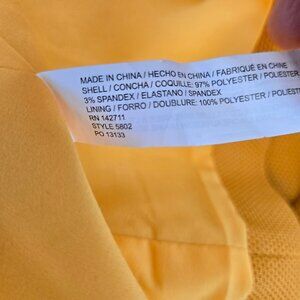 MADE IN CHINA / HECHO EN CHINA / FABRIQUÉ EN CHINE
SHELL / CONCHA / COQUILLE: 97% POLYESTER / POLIESTER
3% SPANDEX / ELASTANO / SPANDEX
LINING / FORRO / DOUBLURE: 100% POLYESTER / POLIEST
RN 142711
STYLE 5802
PO 13133